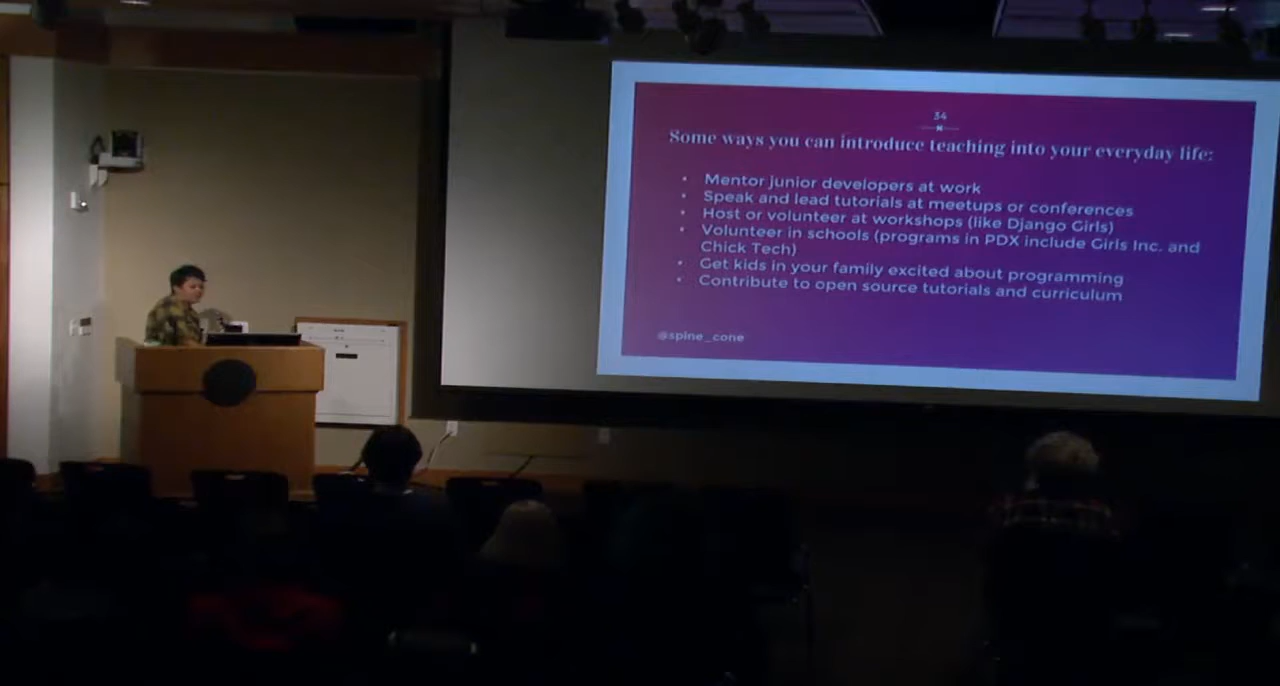 34
Some ways you can introduce teaching into your everyday life:
• Mentor junior developers at work
• Speak and lead tutorials at meetups or conferences
• Host or volunteer at workshops (like Django Girls)
• Volunteer in schools (programs in PDX include Girls Inc. and
Chick Tech)
• Get kids in your family excited about programming
• Contribute to open source tutorials and curriculum
@spine_cone